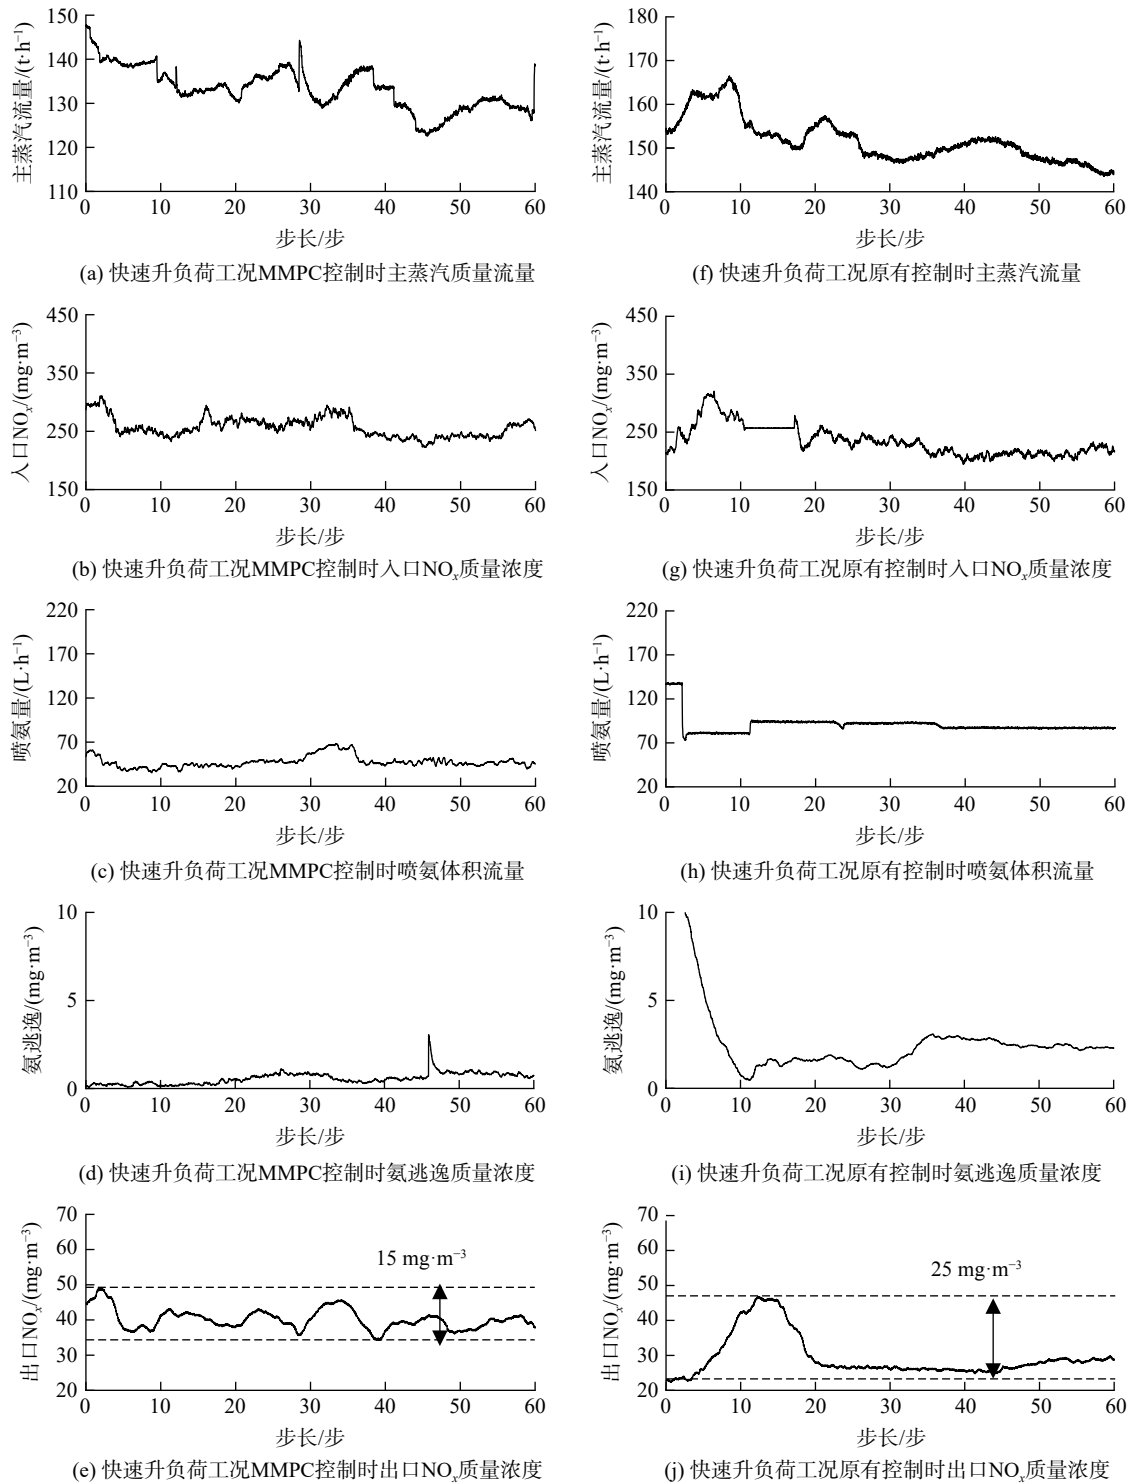 150
140
130
120
110
主蒸汽流量/(t·h⁻¹)
0 10 20 30 40 50 60
步长/步
(a) 快速升负荷工况MMPC控制时主蒸汽质量流量
180
170
160
150
140
主蒸汽流量/(t·h⁻¹)
0 10 20 30 40 50 60
步长/步
(f) 快速升负荷工况原有控制时主蒸汽流量
450
350
250
150
入口NOₓ/(mg·m⁻³)
0 10 20 30 40 50 60
步长/步
(b) 快速升负荷工况MMPC控制时入口NOₓ质量浓度
450
350
250
150
入口NOₓ/(mg·m⁻³)
0 10 20 30 40 50 60
步长/步
(g) 快速升负荷工况原有控制时入口NOₓ质量浓度
220
170
120
70
20
喷氨量/(L·h⁻¹)
0 10 20 30 40 50 60
步长/步
(c) 快速升负荷工况MMPC控制时喷氨体积流量
220
170
120
70
20
喷氨量/(L·h⁻¹)
0 10 20 30 40 50 60
步长/步
(h) 快速升负荷工况原有控制时喷氨体积流量
10
5
0
氨逃逸/(mg·m⁻³)
0 10 20 30 40 50 60
步长/步
(d) 快速升负荷工况MMPC控制时氨逃逸质量浓度
10
5
0
氨逃逸/(mg·m⁻³)
0 10 20 30 40 50 60
步长/步
(i) 快速升负荷工况原有控制时氨逃逸质量浓度
70
60
50
40
30
20
出口NOₓ/(mg·m⁻³)
15 mg·m⁻³
0 10 20 30 40 50 60
步长/步
(e) 快速升负荷工况MMPC控制时出口NOₓ质量浓度
70
60
50
40
30
20
出口NOₓ/(mg·m⁻³)
25 mg·m⁻³
0 10 20 30 40 50 60
步长/步
(j) 快速升负荷工况原有控制时出口NOₓ质量浓度